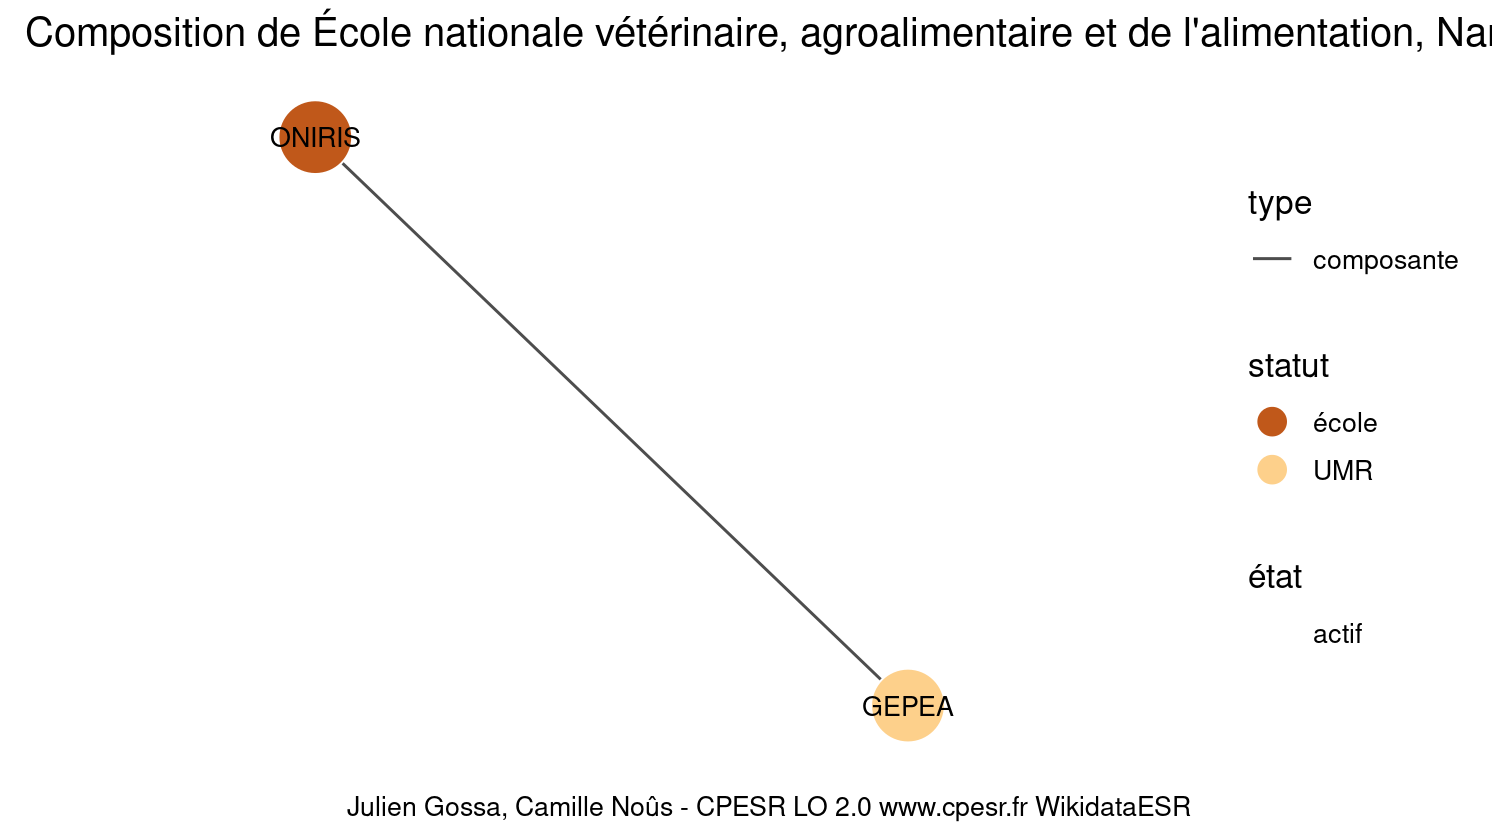 Composition de École nationale vétérinaire, agroalimentaire et de l'alimentation,
ONIRIS
type
composante
statut
école
UMR
état
actif
GEPEA
Julien Gossa, Camille Noûs - CPESR LO 2.0 www.cpesr.fr WikidataESR